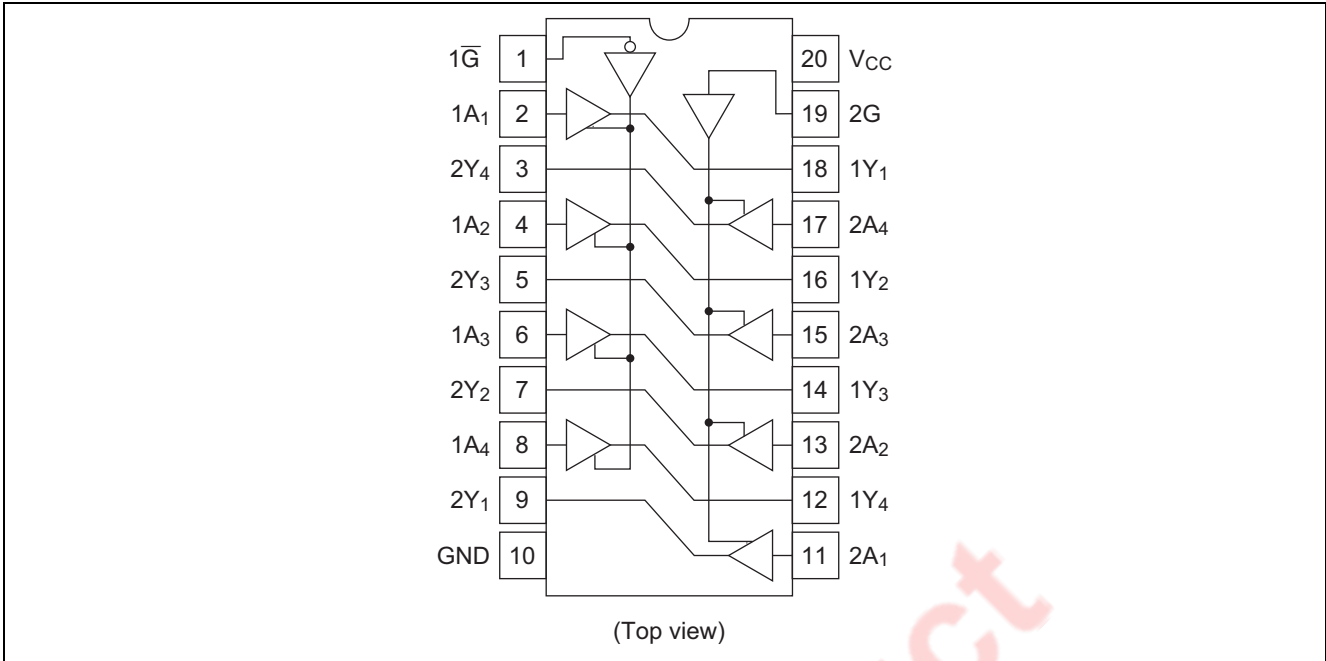 1G̅ 1 20 VCC
1A1 2 19 2G
2Y4 3 18 1Y1
1A2 4 17 2A4
2Y3 5 16 1Y2
1A3 6 15 2A3
2Y2 7 14 1Y3
1A4 8 13 2A2
2Y1 9 12 1Y4
GND 10 11 2A1
(Top view)
ct